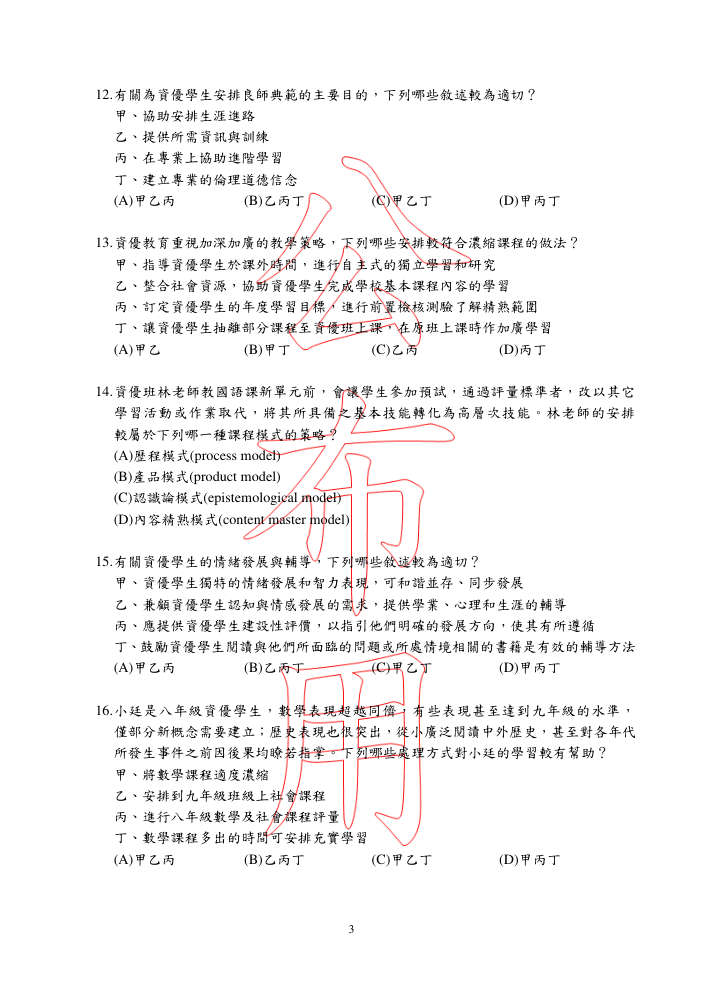 12.有關為資優學生安排良師典範的主要目的，下列哪些敘述較為適切？
甲、協助安排生涯進路
乙、提供所需資訊與訓練
丙、在專業上協助進階學習
丁、建立專業的倫理道德信念
(A)甲乙丙 (B)乙丙丁 (C)甲乙丁 (D)甲丙丁
13.資優教育重視加深加廣的教學策略，下列哪些安排較符合濃縮課程的做法？
甲、指導資優學生於課外時間，進行自主式的獨立學習和研究
乙、整合社會資源，協助資優學生完成學校基本課程內容的學習
丙、訂定資優學生的年度學習目標，進行前置檢核測驗了解精熟範圍
丁、讓資優學生抽離部分課程至資優班上課，在原班上課時作加廣學習
(A)甲乙 (B)甲丁 (C)乙丙 (D)丙丁
14.資優班林老師教國語課新單元前，會讓學生參加預試，通過評量標準者，改以其它
學習活動或作業取代，將其所具備之基本技能轉化為高層次技能。林老師的安排
較屬於下列哪一種課程模式的策略？
(A)歷程模式(process model)
(B)產品模式(product model)
(C)認識論模式(epistemological model)
(D)內容精熟模式(content master model)
15.有關資優學生的情緒發展與輔導，下列哪些敘述較為適切？
甲、資優學生獨特的情緒發展和智力表現，可和諧並存、同步發展
乙、兼顧資優學生認知與情感發展的需求，提供學業、心理和生涯的輔導
丙、應提供資優學生建設性評價，以指引他們明確的發展方向，使其有所遵循
丁、鼓勵資優學生閱讀與他們所面臨的問題或所處情境相關的書籍是有效的輔導方法
(A)甲乙丙 (B)乙丙丁 (C)甲乙丁 (D)甲丙丁
16.小廷是八年級資優學生，數學表現超越同儕，有些表現甚至達到九年級的水準，
僅部分新概念需要建立；歷史表現也很突出，從小廣泛閱讀中外歷史，甚至對各年代
所發生事件之前因後果均瞭若指掌。下列哪些處理方式對小廷的學習較有幫助？
甲、將數學課程適度濃縮
乙、安排到九年級班級上社會課程
丙、進行八年級數學及社會課程評量
丁、數學課程多出的時間可安排充實學習
(A)甲乙丙 (B)乙丙丁 (C)甲乙丁 (D)甲丙丁
公布用
3